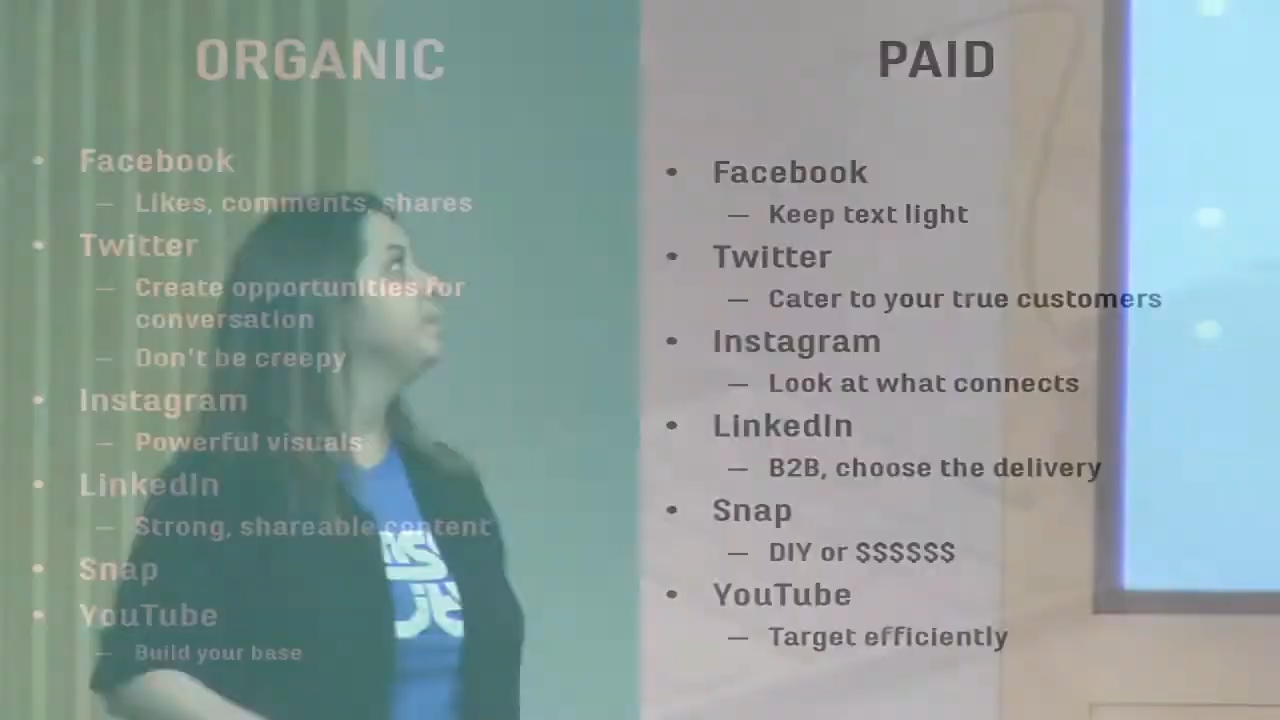 ORGANIC
Facebook
Likes, comments, shares
Twitter
Create opportunities for
conversation
Don't be creepy
Instagram
Powerful visuals
LinkedIn
Strong, shareable content
Snap
YouTube
Build your base
PAID
Facebook
Keep text light
Twitter
Cater to your true customers
Instagram
Look at what connects
LinkedIn
B2B, choose the delivery
Snap
DIY or $$$$$$
YouTube
Target efficiently